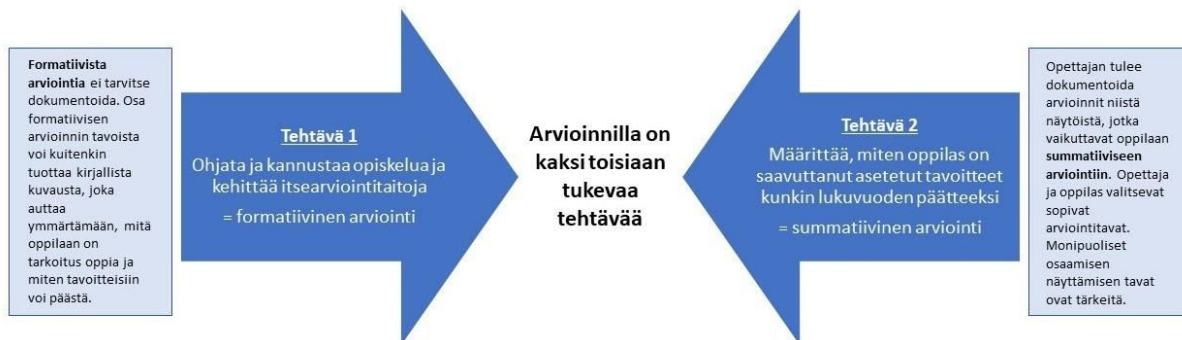 Formatiivista
arviointia ei tarvitse
dokumentoida. Osa
formatiivisen
arvioinnin tavoista
voi kuitenkin
tuottaa kirjallista
kuvausta, joka
auttaa
ymmärtämään, mitä
oppilaan on
tarkoitus oppia ja
miten tavoitteisiin
voi päästä.
Tehtävä 1
Ohjata ja kannustaa opiskelua ja
kehittää itsearviointitaitoja
= formatiivinen arviointi
Arvioinnilla on
kaksi toisiaan
tukevaa
tehtävää
Tehtävä 2
Määrittää, miten oppilas on
saavuttanut asetetut tavoitteet
kunkin lukuvuoden päätteeksi
= summatiivinen arviointi
Opettajan tulee
dokumentoida
arvioinnit niistä
näytöistä, jotka
vaikuttavat oppilaan
summatiiviseen
arviointiin. Opettaja
ja oppilas valitsevat
sopivat
arviointitavat.
Monipuoliset
osaamisen
näyttämisen tavat
ovat tärkeitä.